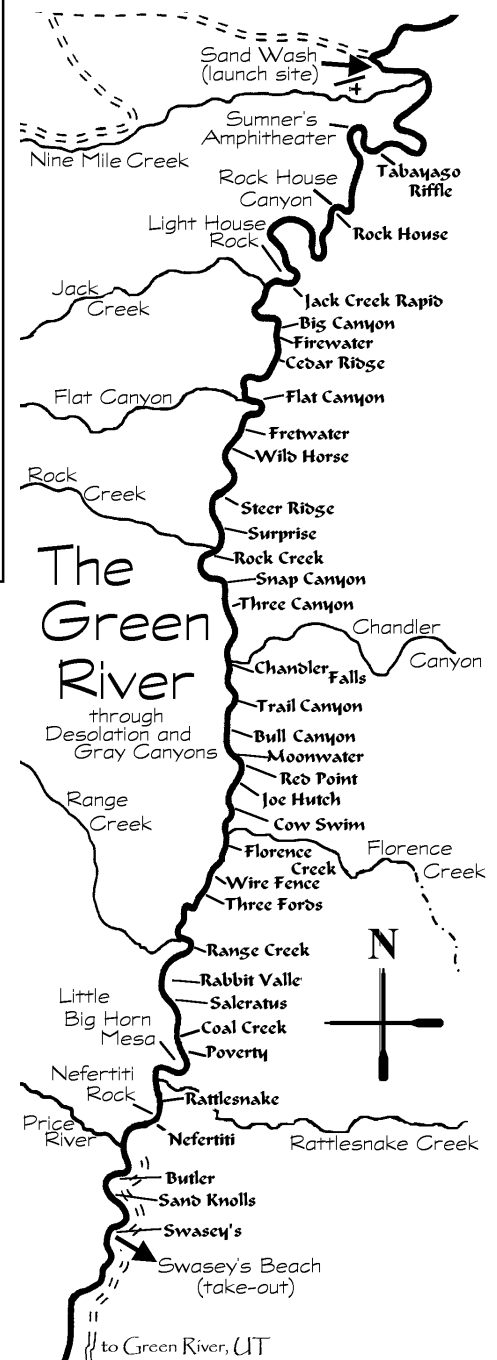 Sand Wash
(launch site)
Sumner's
Amphitheater
Nine Mile Creek
Tabayago
Riffle
Rock House
Canyon
Rock House
Light House
Rock
Jack
Creek
Jack Creek Rapid
Big Canyon
Firewater
Cedar Ridge
Flat Canyon
Flat Canyon
Fretwater
Wild Horse
Rock
Creek
Steer Ridge
Surprise
Rock Creek
Snap Canyon
Three Canyon
The
Green
River
through
Desolation and
Gray Canyons
Chandler
Canyon
Chandler
Falls
Trail Canyon
Bull Canyon
Moonwater
Red Point
Joe Hutch
Cow Swim
Range
Creek
Florence
Creek
Florence
Creek
Wire Fence
Three Fords
N
Range Creek
Rabbit Valle
Saleratus
Coal Creek
Poverty
Little
Big Horn
Mesa
Nefertiti
Rock
Rattlesnake
Price
River
Nefertiti
Rattlesnake Creek
Butler
Sand Knolls
Swasey's
Swasey's Beach
(take-out)
to Green River, UT